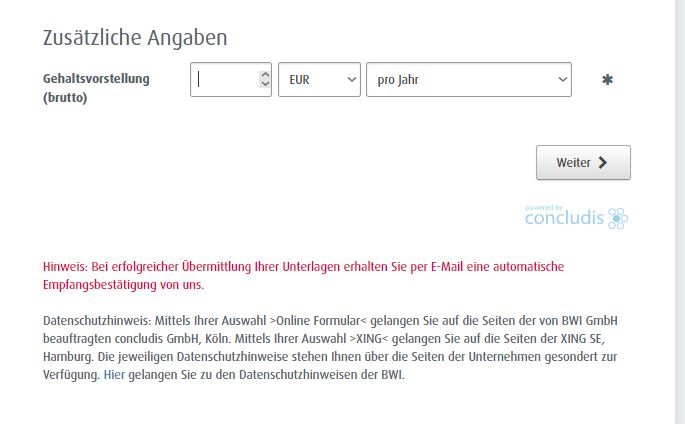 Zusätzliche Angaben
Gehaltsvorstellung
(brutto)
EUR
pro Jahr
*
Weiter
powered by
concludis
Hinweis: Bei erfolgreicher Übermittlung Ihrer Unterlagen erhalten Sie per E-Mail eine automatische
Empfangsbestätigung von uns.
Datenschutzhinweis: Mittels Ihrer Auswahl >Online Formular< gelangen Sie auf die Seiten der von BWI GmbH
beauftragten concludis GmbH, Köln. Mittels Ihrer Auswahl >XING< gelangen Sie auf die Seiten der XING SE,
Hamburg. Die jeweiligen Datenschutzhinweise stehen Ihnen über die Seiten der Unternehmen gesondert zur
Verfügung. Hier gelangen Sie zu den Datenschutzhinweisen der BWI.